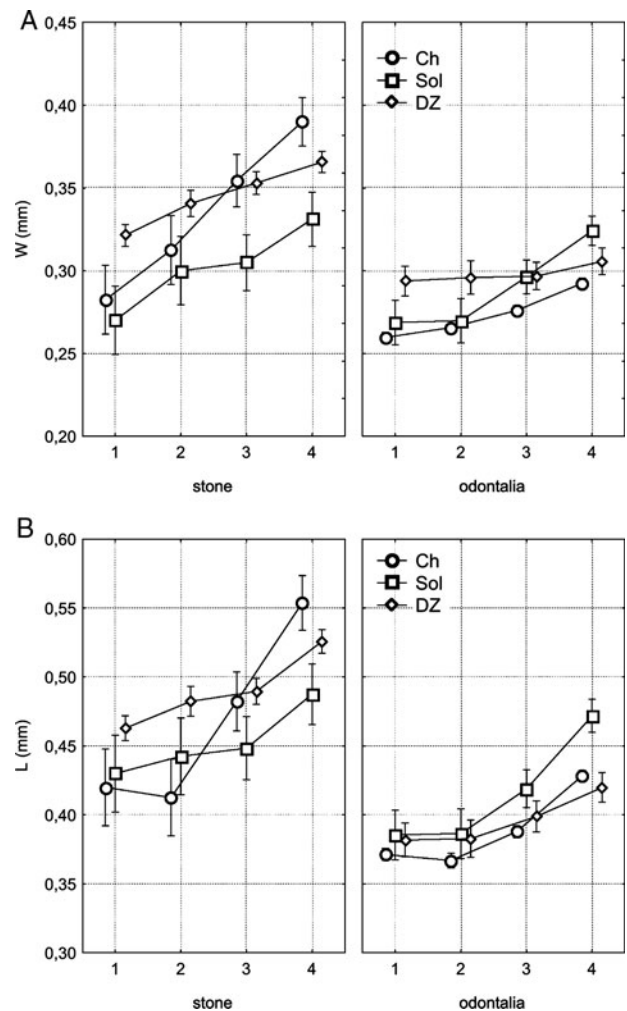 A
0,45
0,40
0,35
0,30
0,25
0,20
W (mm)
1 2 3 4
stone
Ch
Sol
DZ
1 2 3 4
odontalia
B
0,60
0,55
0,50
0,45
0,40
0,35
0,30
L (mm)
1 2 3 4
stone
Ch
Sol
DZ
1 2 3 4
odontalia